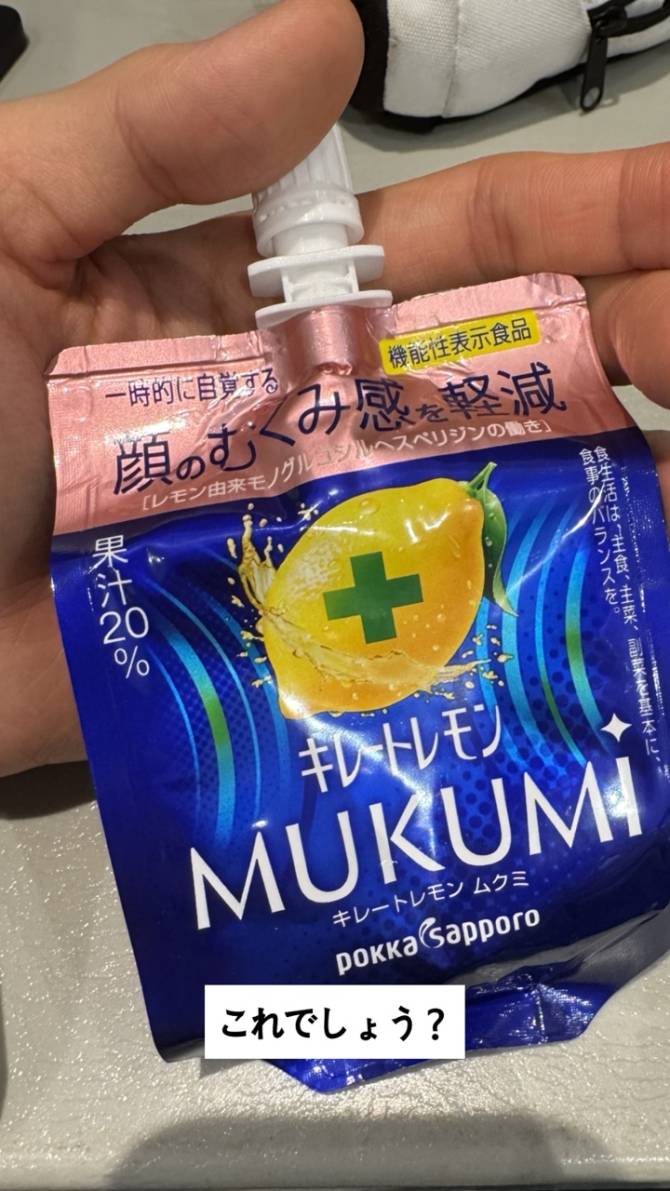 機能性表示食品
一時的に自覚する
顔のむくみ感を軽減
［レモン由来モノグルコシルヘスペリジンの働き］
食生活は、主食、主菜、副菜を基本に、
食事のバランスを。
果汁20%
キレートレモン
MUKUMi
キレートレモン ムクミ
pokka sapporo
これでしょう？